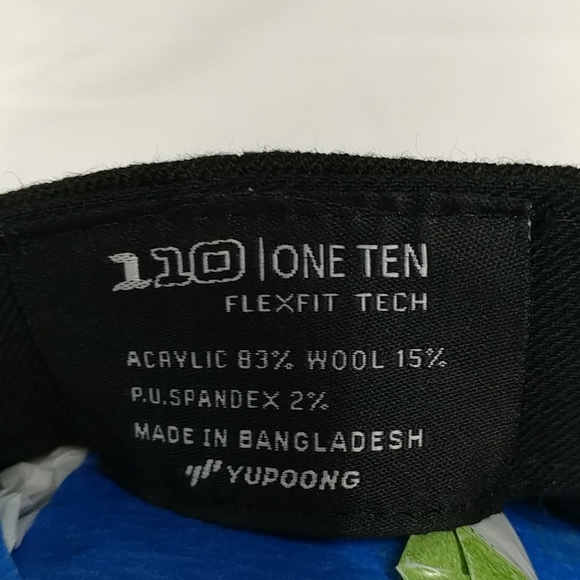 110 | ONE TEN
FLEXFIT TECH
ACRYLIC 83% WOOL 15%
P.U.SPANDEX 2%
MADE IN BANGLADESH
YUPOONG